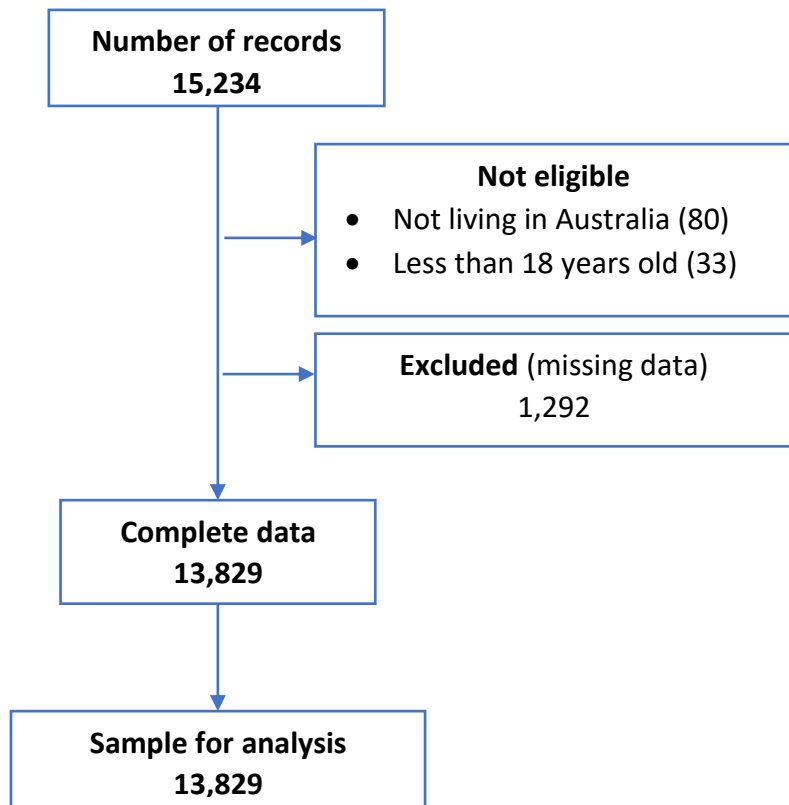 Number of records
15,234
Not eligible
• Not living in Australia (80)
• Less than 18 years old (33)
Excluded (missing data)
1,292
Complete data
13,829
Sample for analysis
13,829